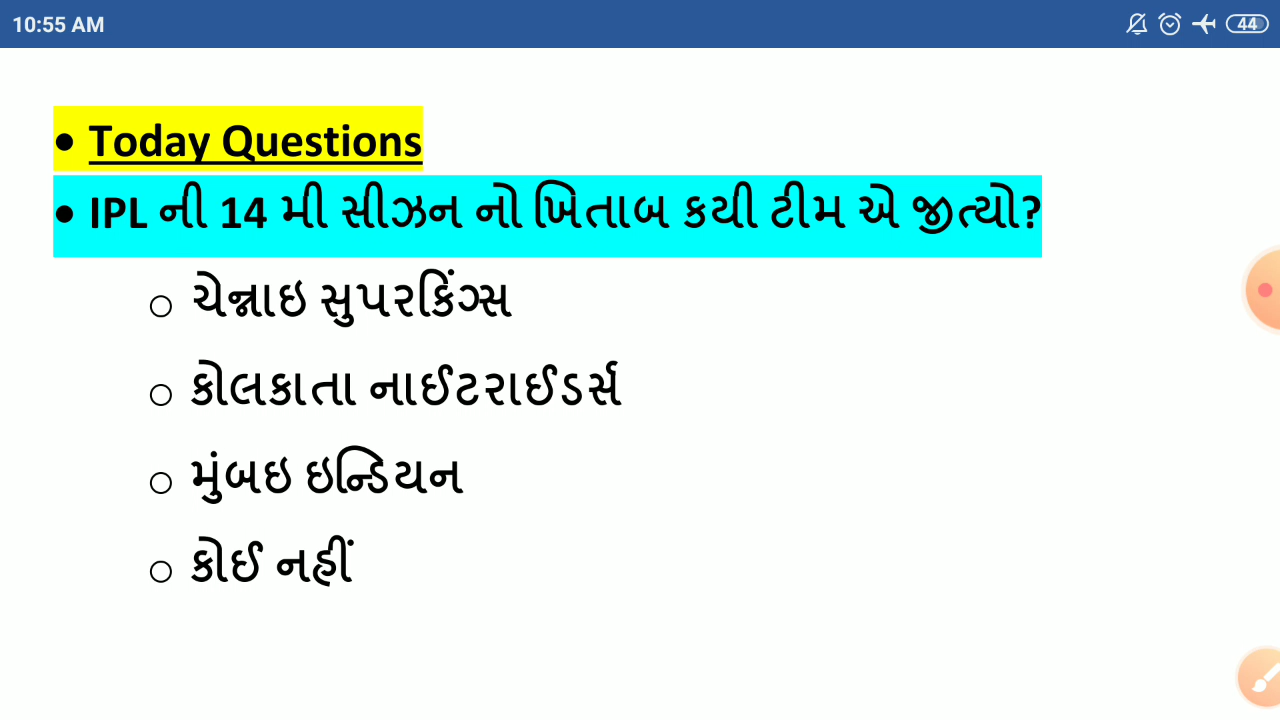 10:55 AM
44
• Today Questions
• IPL ની 14 મી સીઝન નો ખિતાબ કયી ટીમ એ જીત્યો?
o ચેન્નાઇ સુપરકિંગ્સ
o કોલકાતા નાઈટરાઈડર્સ
o મુંબઇ ઇન્ડિયન
o કોઈ નહીં